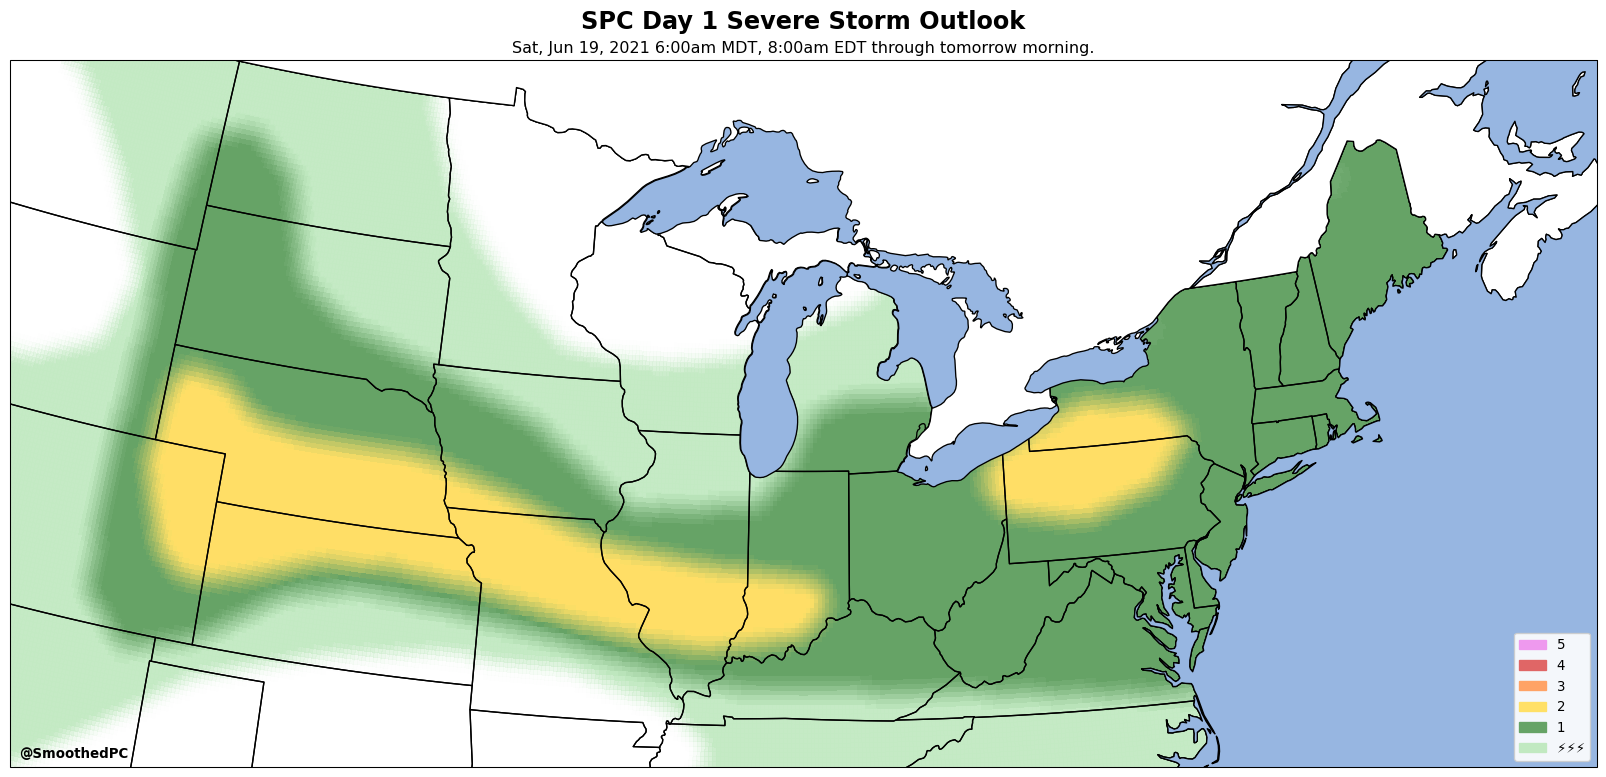 SPC Day 1 Severe Storm Outlook
Sat, Jun 19, 2021 6:00am MDT, 8:00am EDT through tomorrow morning.
5
4
3
2
1
⚡⚡⚡
@SmoothedPC